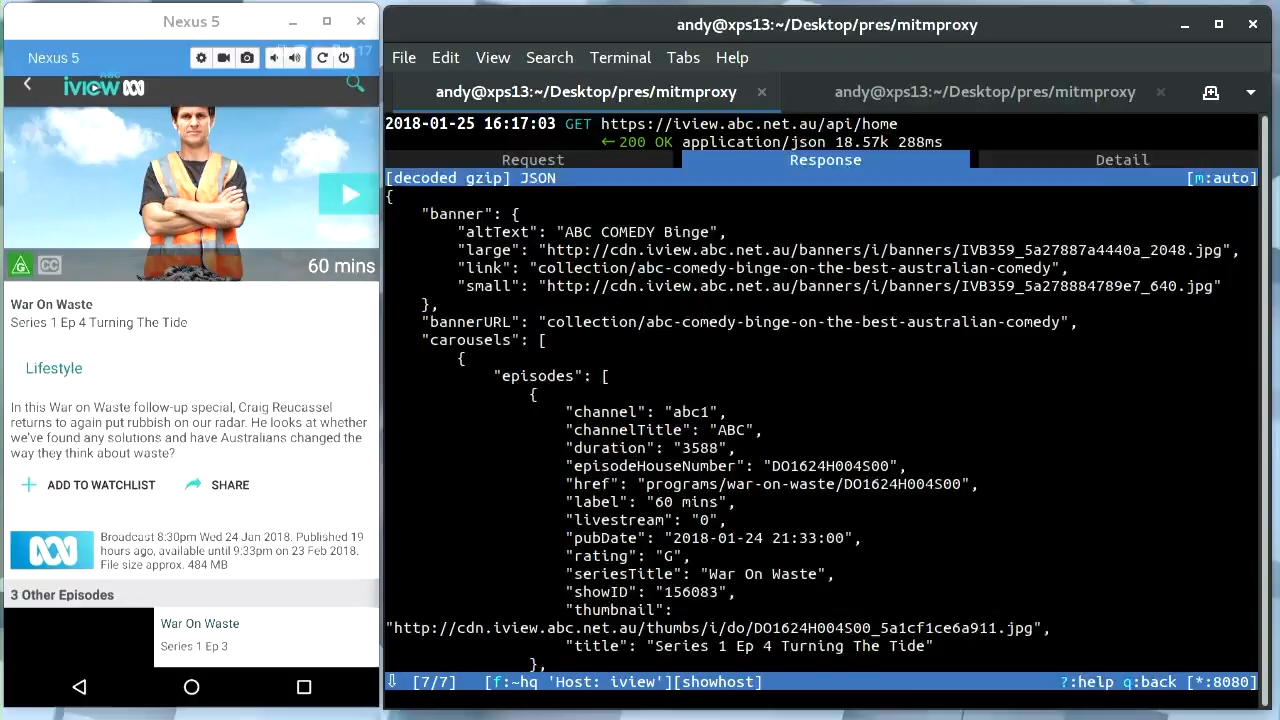 Nexus 5
Nexus 5
17
ABC
iview
60 mins
G
CC
War On Waste
Series 1 Ep 4 Turning The Tide
Lifestyle
In this War on Waste follow-up special, Craig Reucassel
returns to again put rubbish on our radar. He looks at whether
we've found any solutions and have Australians changed the
way they think about waste?
ADD TO WATCHLIST
SHARE
Broadcast 8:30pm Wed 24 Jan 2018. Published 19
hours ago, available until 9:33pm on 23 Feb 2018.
File size approx. 484 MB
3 Other Episodes
War On Waste
Series 1 Ep 3
andy@xps13:~/Desktop/pres/mitmproxy
File Edit View Search Terminal Tabs Help
andy@xps13:~/Desktop/pres/mitmproxy × andy@xps13:~/Desktop/pres/mitmproxy ×
2018-01-25 16:17:03 GET https://iview.abc.net.au/api/home
← 200 OK application/json 18.57k 288ms
Request Response Detail
[decoded gzip] JSON [m:auto]
{
"banner": {
"altText": "ABC COMEDY Binge",
"large": "http://cdn.iview.abc.net.au/banners/i/banners/IVB359_5a27887a4440a_2048.jpg",
"link": "collection/abc-comedy-binge-on-the-best-australian-comedy",
"small": "http://cdn.iview.abc.net.au/banners/i/banners/IVB359_5a278884789e7_640.jpg"
},
"bannerURL": "collection/abc-comedy-binge-on-the-best-australian-comedy",
"carousels": [
{
"episodes": [
{
"channel": "abc1",
"channelTitle": "ABC",
"duration": "3588",
"episodeHouseNumber": "DO1624H004S00",
"href": "programs/war-on-waste/DO1624H004S00",
"label": "60 mins",
"livestream": "0",
"pubDate": "2018-01-24 21:33:00",
"rating": "G",
"seriesTitle": "War On Waste",
"showID": "156083",
"thumbnail":
"http://cdn.iview.abc.net.au/thumbs/i/do/DO1624H004S00_5a1cf1ce6a911.jpg",
"title": "Series 1 Ep 4 Turning The Tide"
},
⇩ [7/7] [f:~hq 'Host: iview'][showhost] ?:help q:back [*:8080]